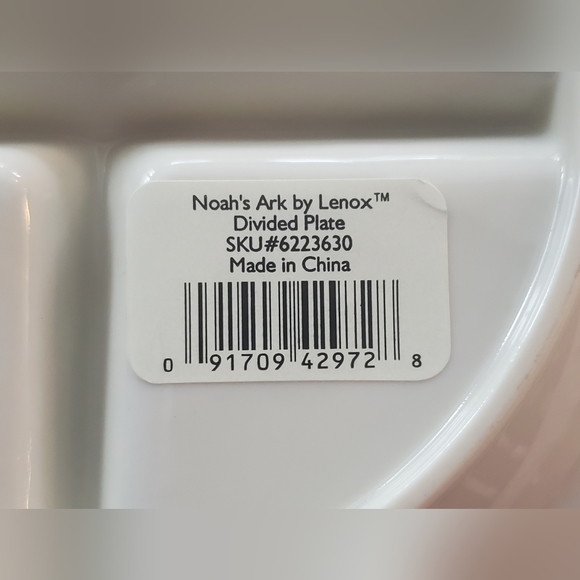 Noah's Ark by Lenox™
Divided Plate
SKU#6223630
Made in China
0 91709 42972 8